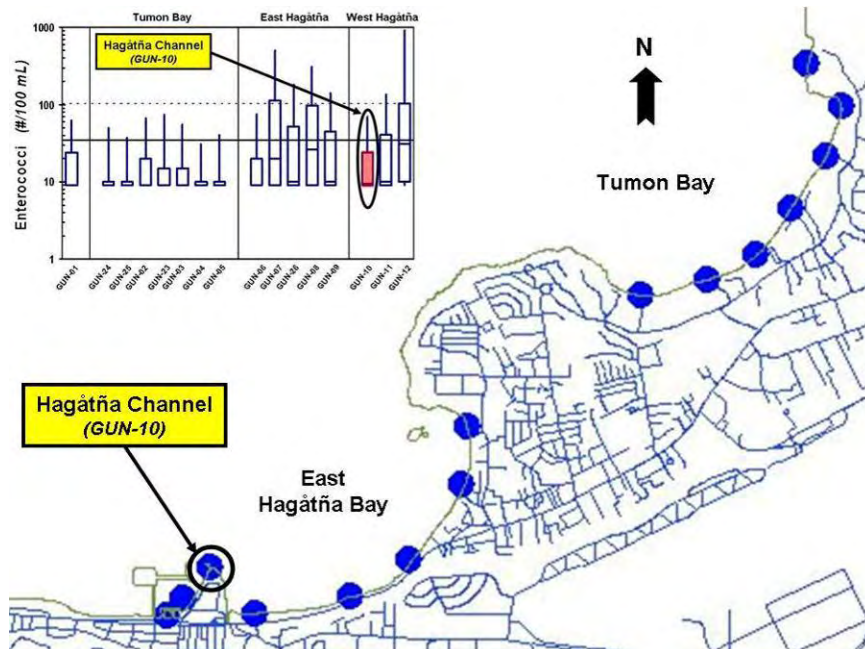 Tumon Bay East Hagåtña West Hagåtña
1000
100
10
1
Enterococci (#/100 mL)
Hagåtña Channel
(GUN-10)
GUN-01
GUN-24
GUN-25
GUN-02
GUN-23
GUN-03
GUN-04
GUN-05
GUN-06
GUN-07
GUN-26
GUN-08
GUN-09
GUN-10
GUN-11
GUN-12
N
Tumon Bay
Hagåtña Channel
(GUN-10)
East
Hagåtña Bay